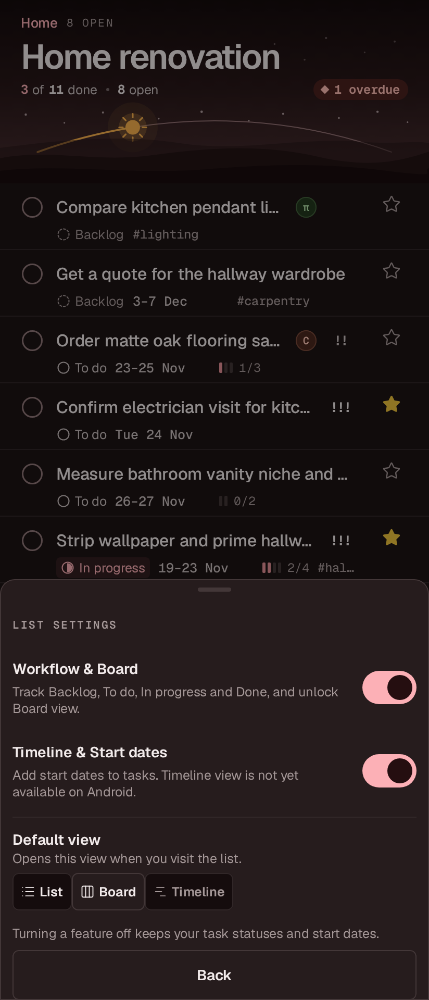 Home 8 OPEN
Home renovation
3 of 11 done • 8 open
◆ 1 overdue
Compare kitchen pendant li… π
Backlog #lighting
Get a quote for the hallway wardrobe
Backlog 3–7 Dec #carpentry
Order matte oak flooring sa… C !!
To do 23–25 Nov 1/3
Confirm electrician visit for kitc… !!!
To do Tue 24 Nov
Measure bathroom vanity niche and …
To do 26–27 Nov 0/2
Strip wallpaper and prime hallw… !!!
In progress 19–23 Nov 2/4 #hal…
LIST SETTINGS
Workflow & Board
Track Backlog, To do, In progress and Done, and unlock
Board view.
Timeline & Start dates
Add start dates to tasks. Timeline view is not yet
available on Android.
Default view
Opens this view when you visit the list.
List Board Timeline
Turning a feature off keeps your task statuses and start dates.
Back